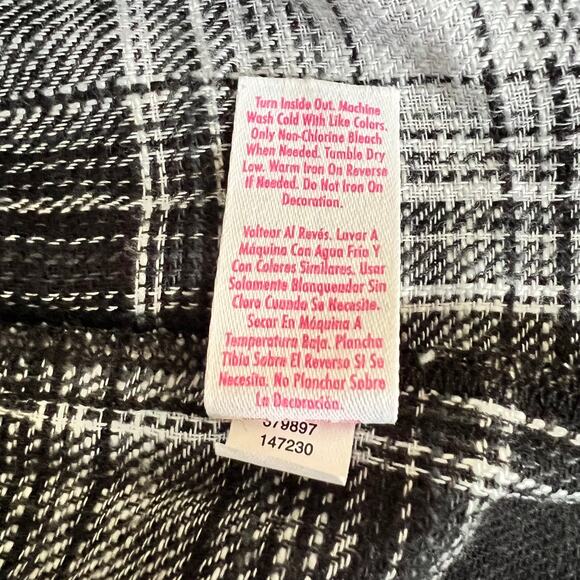 Turn Inside Out. Machine
Wash Cold With Like Colors.
Only Non-Chlorine Bleach
When Needed. Tumble Dry
Low. Warm Iron On Reverse
If Needed. Do Not Iron On
Decoration.
Voltear Al Revés. Lavar A
Máquina Con Agua Fría Y
Con Colores Similares. Usar
Solamente Blanqueador Sin
Cloro Cuando Se Necesite.
Secar En Máquina A
Temperatura Baja. Plancha
Tibia Sobre El Reverso Si Se
Necesita. No Planchar Sobre
La Decoración.
379897
147230